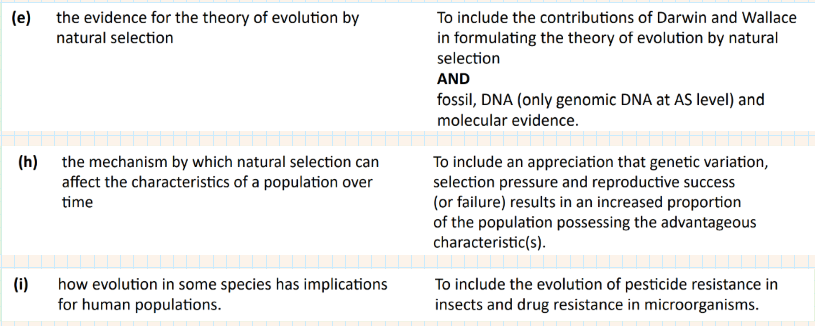 (e) the evidence for the theory of evolution by
natural selection
To include the contributions of Darwin and Wallace
in formulating the theory of evolution by natural
selection
AND
fossil, DNA (only genomic DNA at AS level) and
molecular evidence.
(h) the mechanism by which natural selection can
affect the characteristics of a population over
time
To include an appreciation that genetic variation,
selection pressure and reproductive success
(or failure) results in an increased proportion
of the population possessing the advantageous
characteristic(s).
(i) how evolution in some species has implications
for human populations.
To include the evolution of pesticide resistance in
insects and drug resistance in microorganisms.